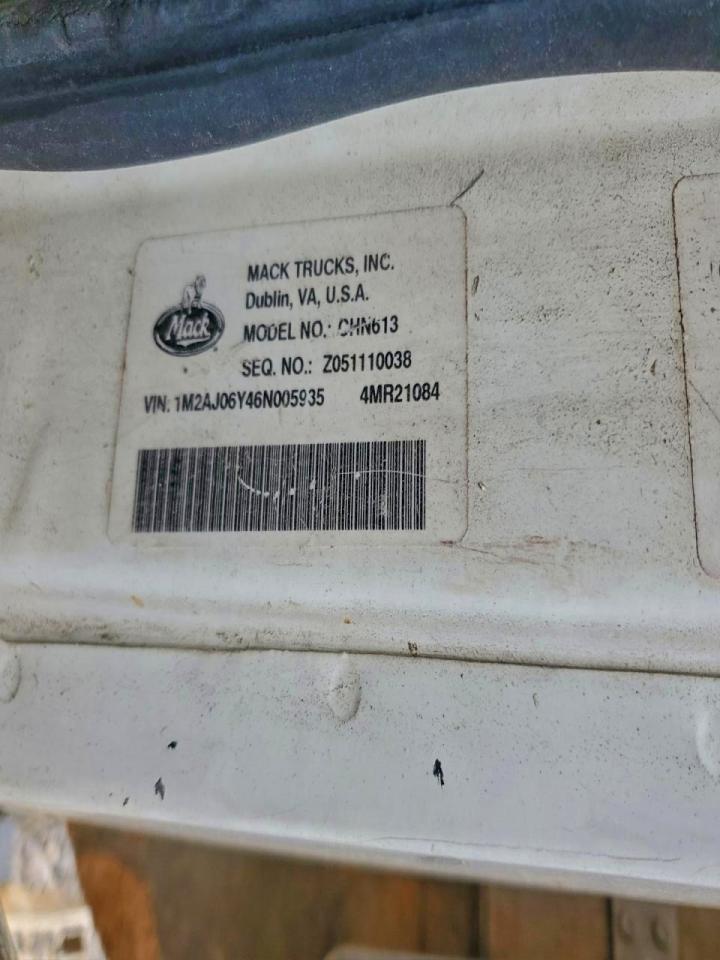 MACK TRUCKS, INC.
Dublin, VA, U.S.A.
Mack
MODEL NO.: CHN613
SEQ. NO.: Z051110038
VIN. 1M2AJ06Y46N005935 4MR21084